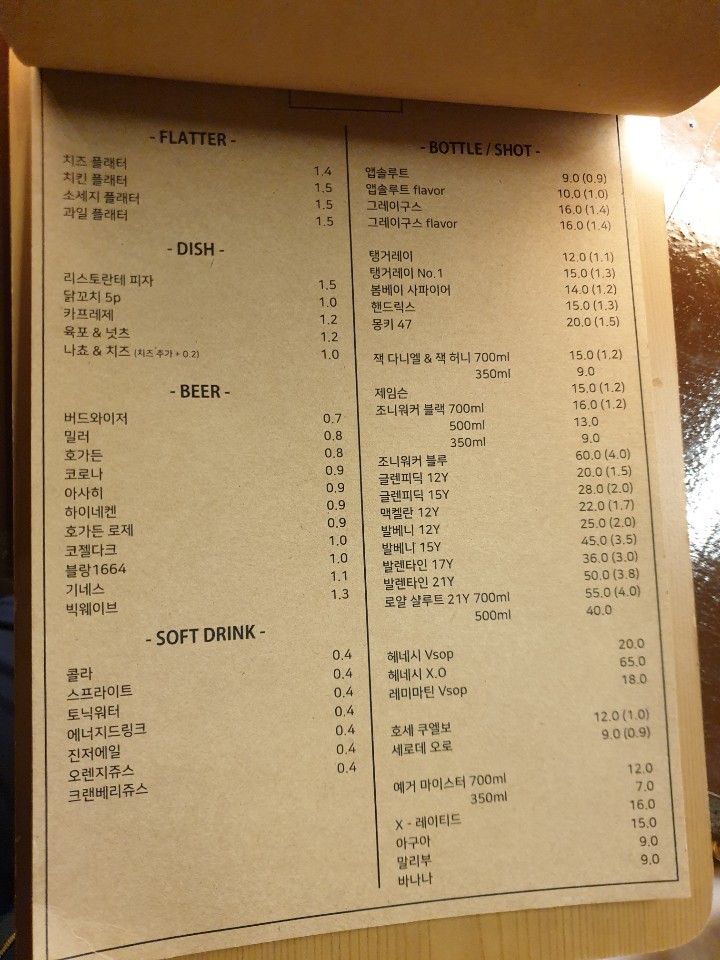 - FLATTER -
치즈 플래터 1.4
치킨 플래터 1.5
소세지 플래터 1.5
과일 플래터 1.5
- DISH -
리스토란테 피자 1.5
닭꼬치 5p 1.0
카프레제 1.2
육포 & 넛츠 1.2
나쵸 & 치즈 (치즈 추가 + 0.2) 1.0
- BEER -
버드와이저 0.7
밀러 0.8
호가든 0.8
코로나 0.9
아사히 0.9
하이네켄 0.9
호가든 로제 0.9
코젤다크 1.0
블랑1664 1.0
기네스 1.1
빅웨이브 1.3
- SOFT DRINK -
콜라 0.4
스프라이트 0.4
토닉워터 0.4
에너지드링크 0.4
진저에일 0.4
오렌지쥬스 0.4
크랜베리쥬스 0.4
- BOTTLE / SHOT -
앱솔루트 9.0 (0.9)
앱솔루트 flavor 10.0 (1.0)
그레이구스 16.0 (1.4)
그레이구스 flavor 16.0 (1.4)
탱거레이 12.0 (1.1)
탱거레이 No.1 15.0 (1.3)
봄베이 사파이어 14.0 (1.2)
핸드릭스 15.0 (1.3)
몽키 47 20.0 (1.5)
잭 다니엘 & 잭 허니 700ml 15.0 (1.2)
350ml 9.0
제임슨 15.0 (1.2)
조니워커 블랙 700ml 16.0 (1.2)
500ml 13.0
350ml 9.0
조니워커 블루 60.0 (4.0)
글렌피딕 12Y 20.0 (1.5)
글렌피딕 15Y 28.0 (2.0)
맥켈란 12Y 22.0 (1.7)
발베니 12Y 25.0 (2.0)
발베니 15Y 45.0 (3.5)
발렌타인 17Y 36.0 (3.0)
발렌타인 21Y 50.0 (3.8)
로얄 샬루트 21Y 700ml 55.0 (4.0)
500ml 40.0
헤네시 Vsop 20.0
헤네시 X.O 65.0
레미마틴 Vsop 18.0
호세 쿠엘보 12.0 (1.0)
세로데 오로 9.0 (0.9)
예거 마이스터 700ml 12.0
350ml 7.0
X - 레이티드 16.0
아구아 15.0
말리부 9.0
바나나 9.0